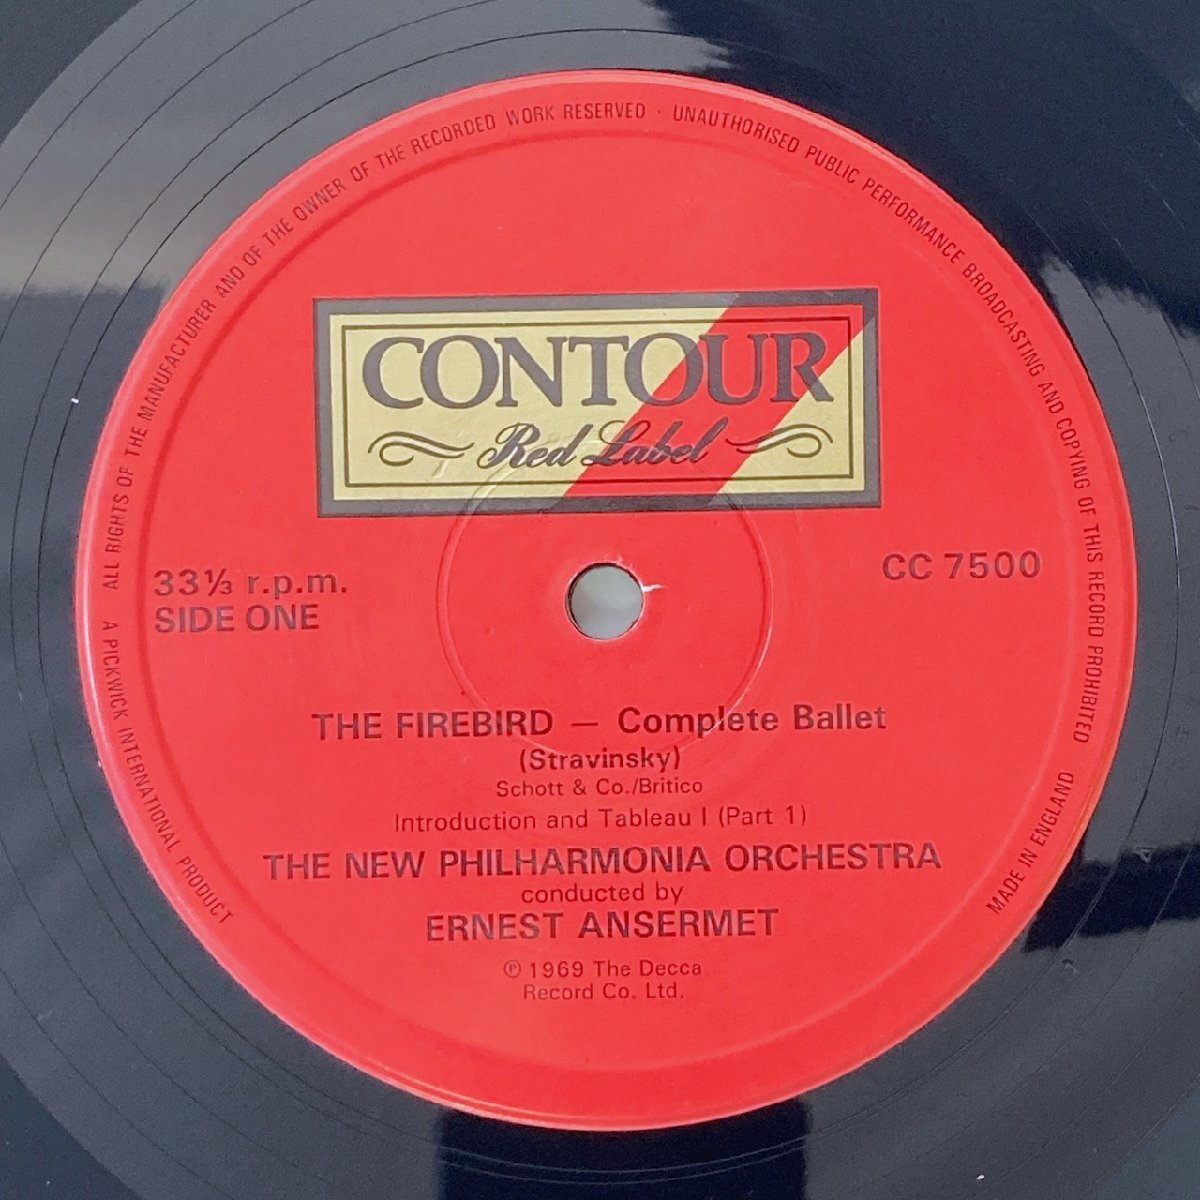 ALL RIGHTS OF THE MANUFACTURER AND OF THE OWNER OF THE RECORDED WORK RESERVED · UNAUTHORISED PUBLIC PERFORMANCE BROADCASTING AND COPYING OF THIS RECORD PROHIBITED
CONTOUR
Red Label
33⅓ r.p.m.
SIDE ONE
CC 7500
THE FIREBIRD — Complete Ballet
(Stravinsky)
Schott & Co./Britico
Introduction and Tableau I (Part 1)
THE NEW PHILHARMONIA ORCHESTRA
conducted by
ERNEST ANSERMET
℗ 1969 The Decca
Record Co. Ltd.
A PICKWICK INTERNATIONAL PRODUCT
MADE IN ENGLAND